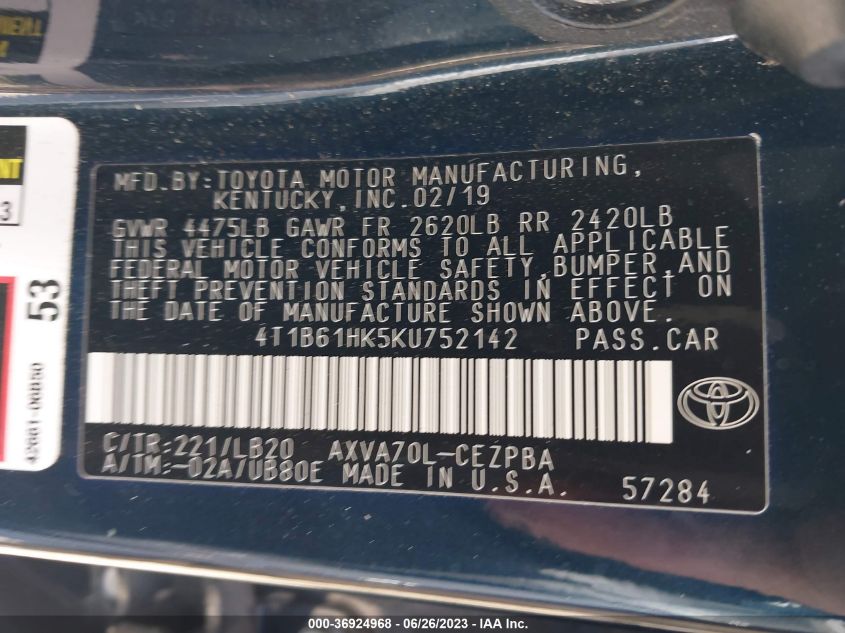 MFD.BY:TOYOTA MOTOR MANUFACTURING,
KENTUCKY,INC.02/19
GVWR 4475LB GAWR FR 2620LB RR 2420LB
THIS VEHICLE CONFORMS TO ALL APPLICABLE
FEDERAL MOTOR VEHICLE SAFETY,BUMPER,AND
THEFT PREVENTION STANDARDS IN EFFECT ON
THE DATE OF MANUFACTURE SHOWN ABOVE.
4T1B61HK5KU752142 PASS.CAR
C/TR:221/LB20 AXVA70L-CEZPBA
A/TM:-02A/UB80E MADE IN U.S.A. 57284
53
000-36924968 - 06/26/2023 - IAAI.com